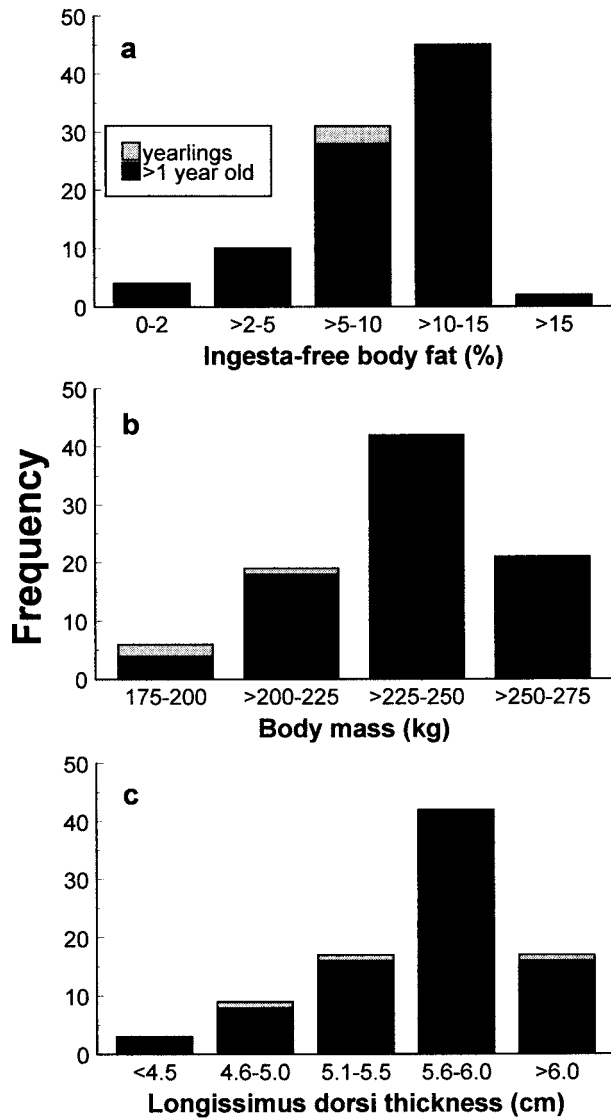 50
a
40
30
yearlings
>1 year old
20
10
0
0-2 >2-5 >5-10 >10-15 >15
Ingesta-free body fat (%)
50
b
40
30
20
10
0
175-200 >200-225 >225-250 >250-275
Body mass (kg)
Frequency
50
c
40
30
20
10
0
<4.5 4.6-5.0 5.1-5.5 5.6-6.0 >6.0
Longissimus dorsi thickness (cm)